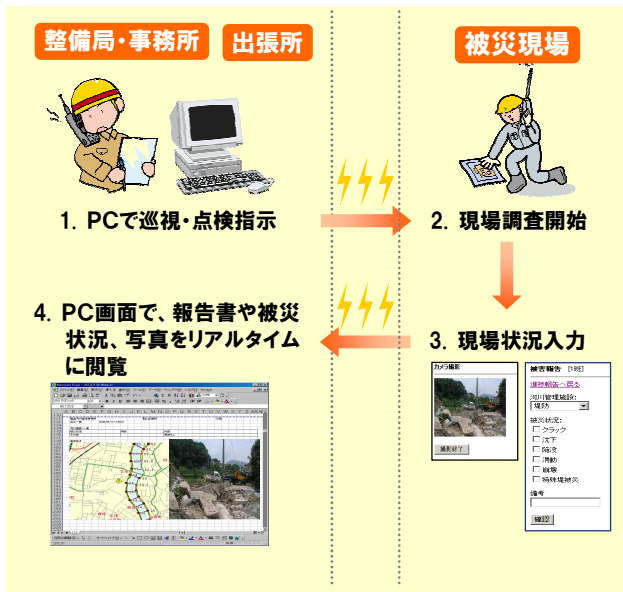 整備局・事務所
出張所
被災現場
1. PCで巡視・点検指示
2. 現場調査開始
4. PC画面で、報告書や被災
状況、写真をリアルタイム
に閲覧
3. 現場状況入力
カメラ撮影
撮影終了
被害報告 [1班]
進捗報告へ戻る
河川管理施設:
堤防
被災状況:
クラック
沈下
陥没
滑動
崩壊
特殊堤被災
備考
確認